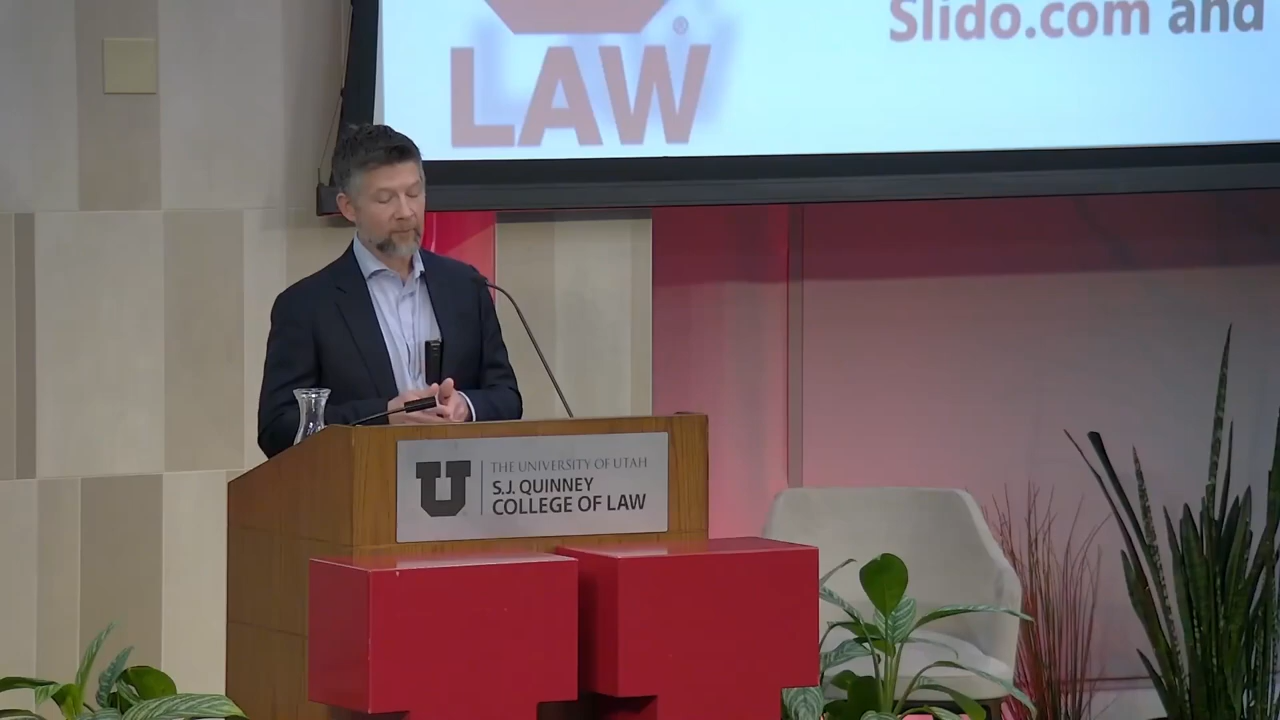 LAW
®
Slido.com and
U
THE UNIVERSITY OF UTAH
S.J. QUINNEY
COLLEGE OF LAW